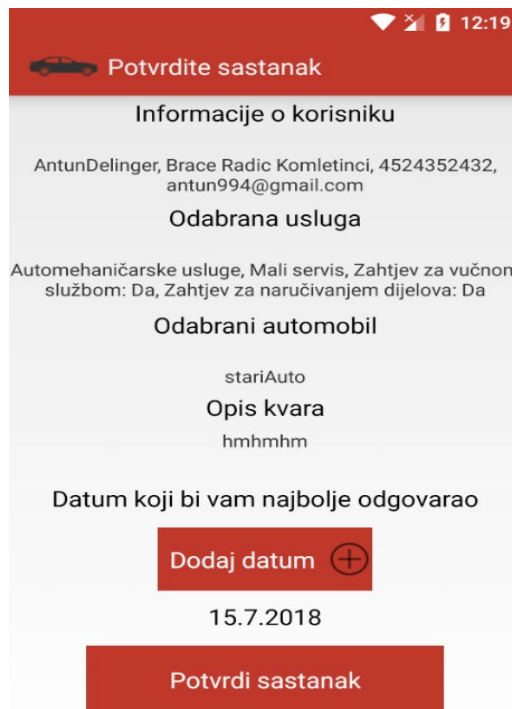 12:19
Potvrdite sastanak
Informacije o korisniku
AntunDelinger, Brace Radic Komletinci, 4524352432,
antun994@gmail.com
Odabrana usluga
Automehaničarske usluge, Mali servis, Zahtjev za vučnom
službom: Da, Zahtjev za naručivanjem dijelova: Da
Odabrani automobil
stariAuto
Opis kvara
hmhmhm
Datum koji bi vam najbolje odgovarao
Dodaj datum
15.7.2018
Potvrdi sastanak